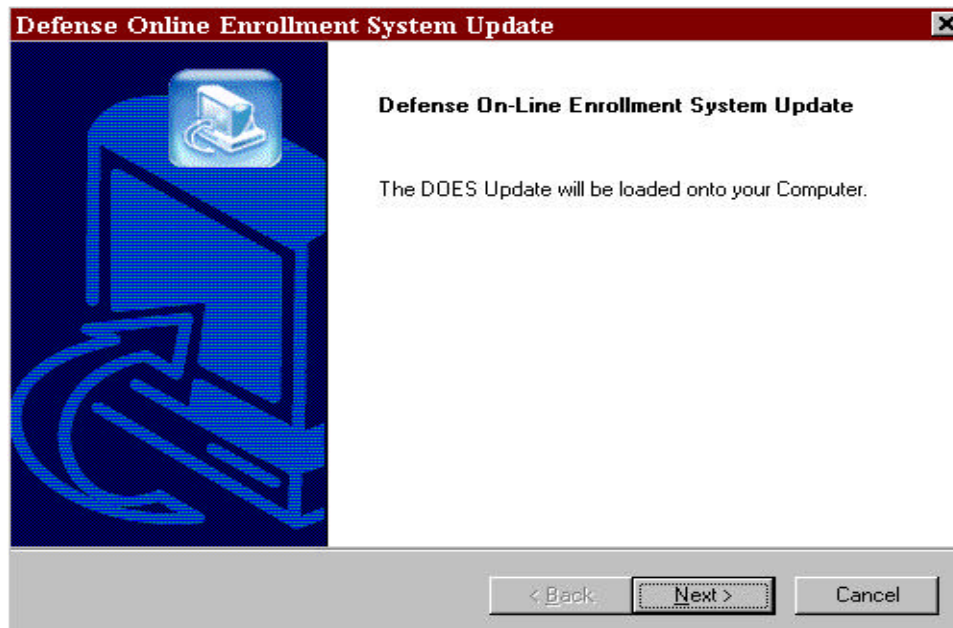 Defense Online Enrollment System Update
Defense On-Line Enrollment System Update
The DOES Update will be loaded onto your Computer.
< Back
Next >
Cancel